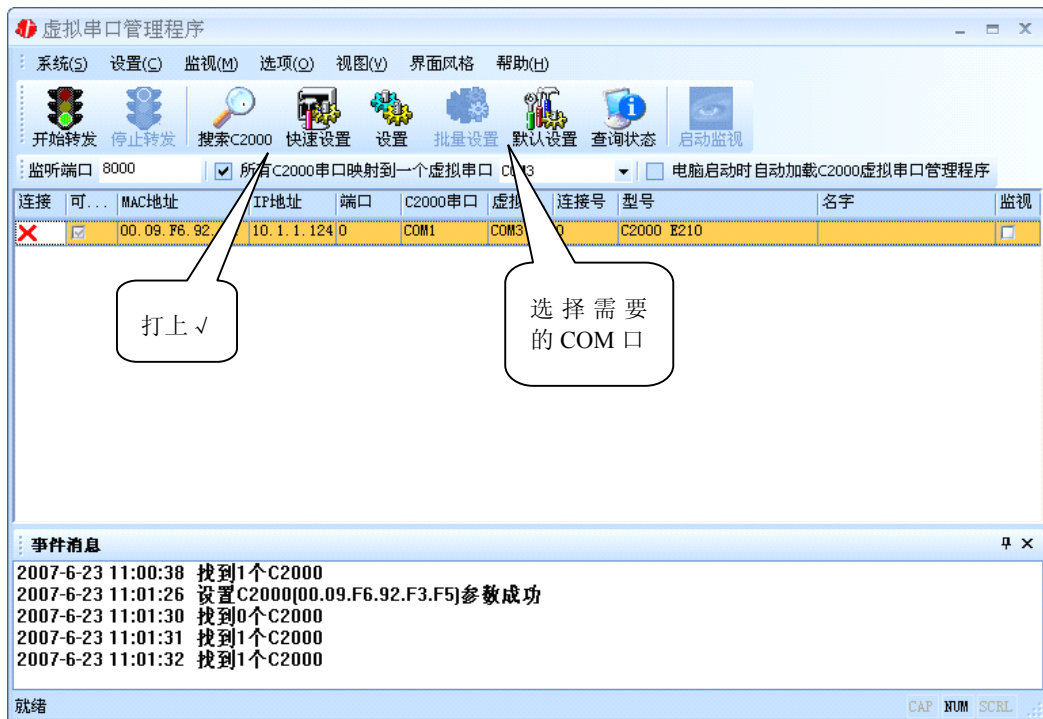 虚拟串口管理程序
系统(S) 设置(C) 监视(M) 选项(O) 视图(V) 界面风格 帮助(H)
开始转发 停止转发 搜索C2000 快速设置 设置 批量设置 默认设置 查询状态 启动监视
监听端口 8000 所有C2000串口映射到一个虚拟串口 COM3 电脑启动时自动加载C2000虚拟串口管理程序
连接 可... MAC地址 IP地址 端口 C2000串口 虚拟 连接号 型号 名字 监视
00.09.F6.92. 10.1.1.124 0 COM1 COM3 0 C2000 E210
打上√
选择需要
的 COM 口
事件消息
2007-6-23 11:00:38 找到1个C2000
2007-6-23 11:01:26 设置C2000(00.09.F6.92.F3.F5)参数成功
2007-6-23 11:01:30 找到0个C2000
2007-6-23 11:01:31 找到1个C2000
2007-6-23 11:01:32 找到1个C2000
就绪 CAP NUM SCRL